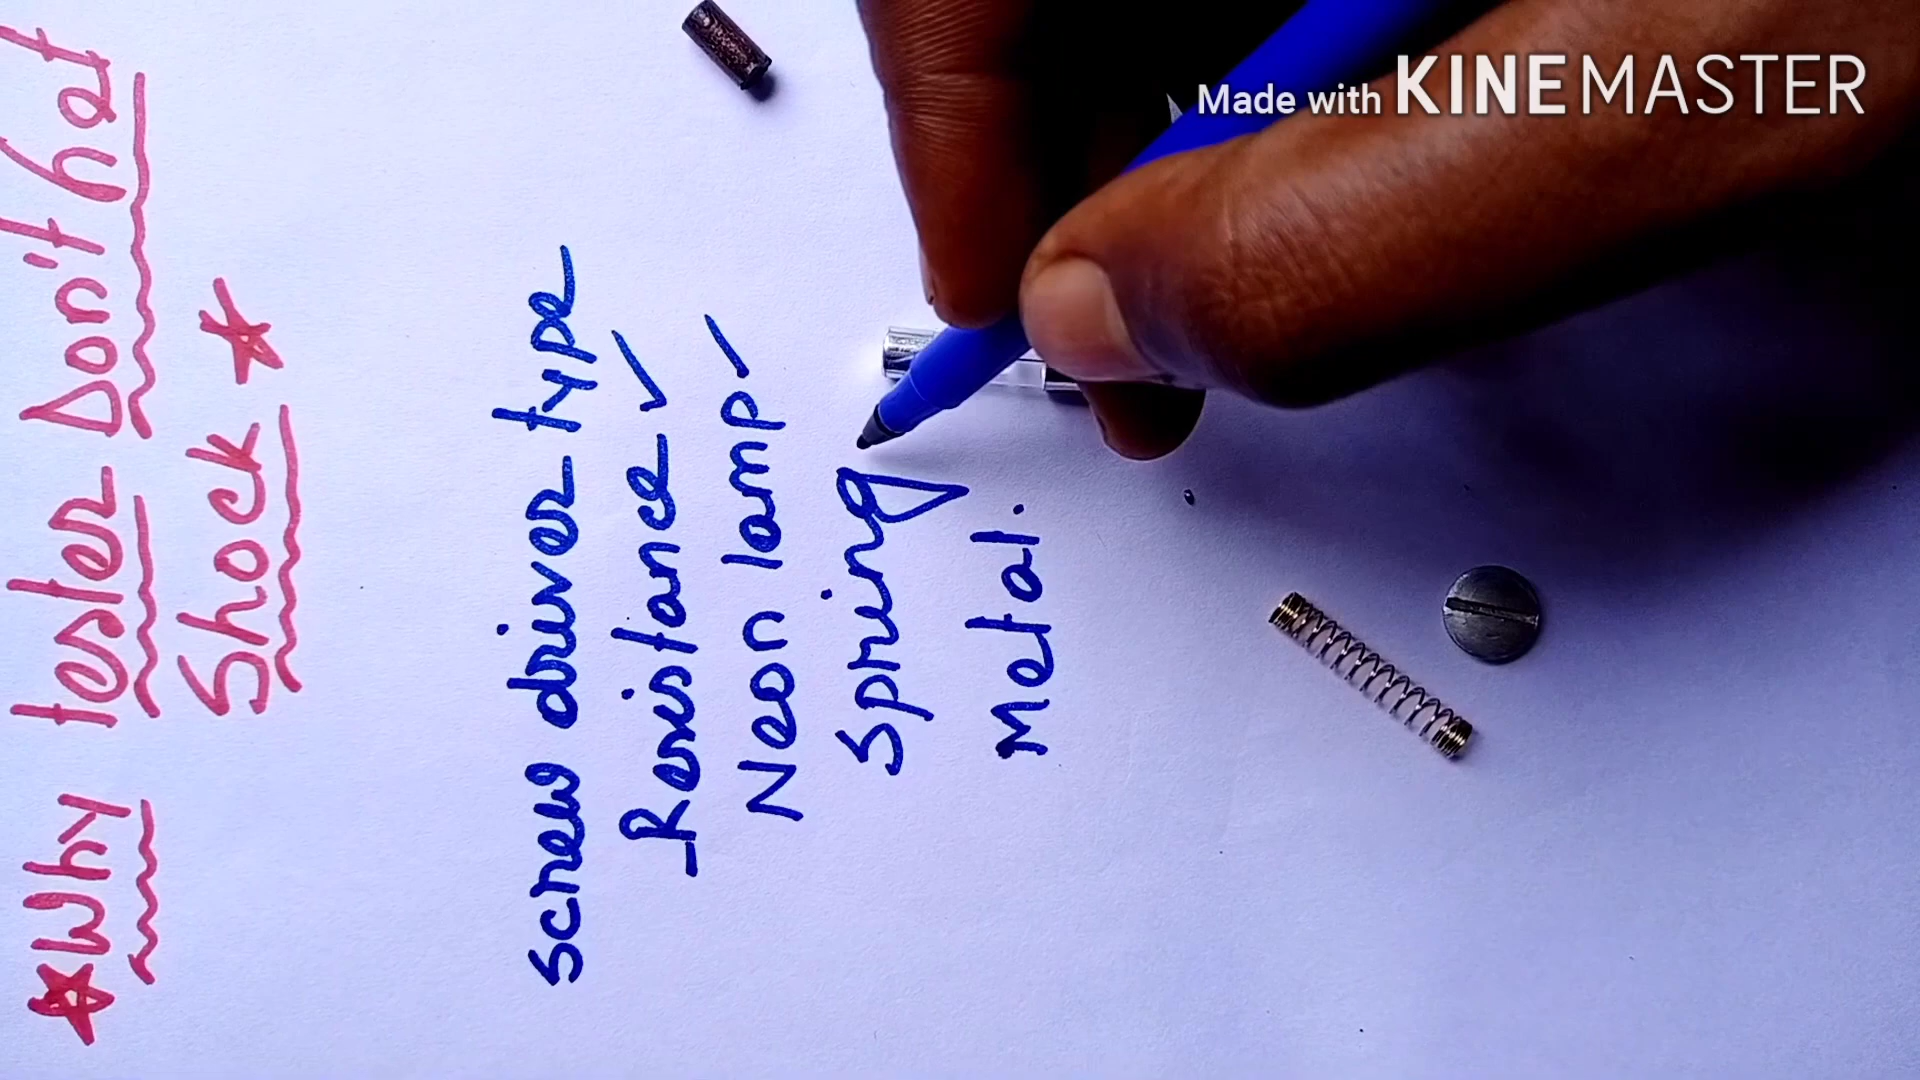 Why tester Don't hat
Shock
screw driver type
Resistance
Neon lamp
Spring
Metal.
Made with KINEMASTER